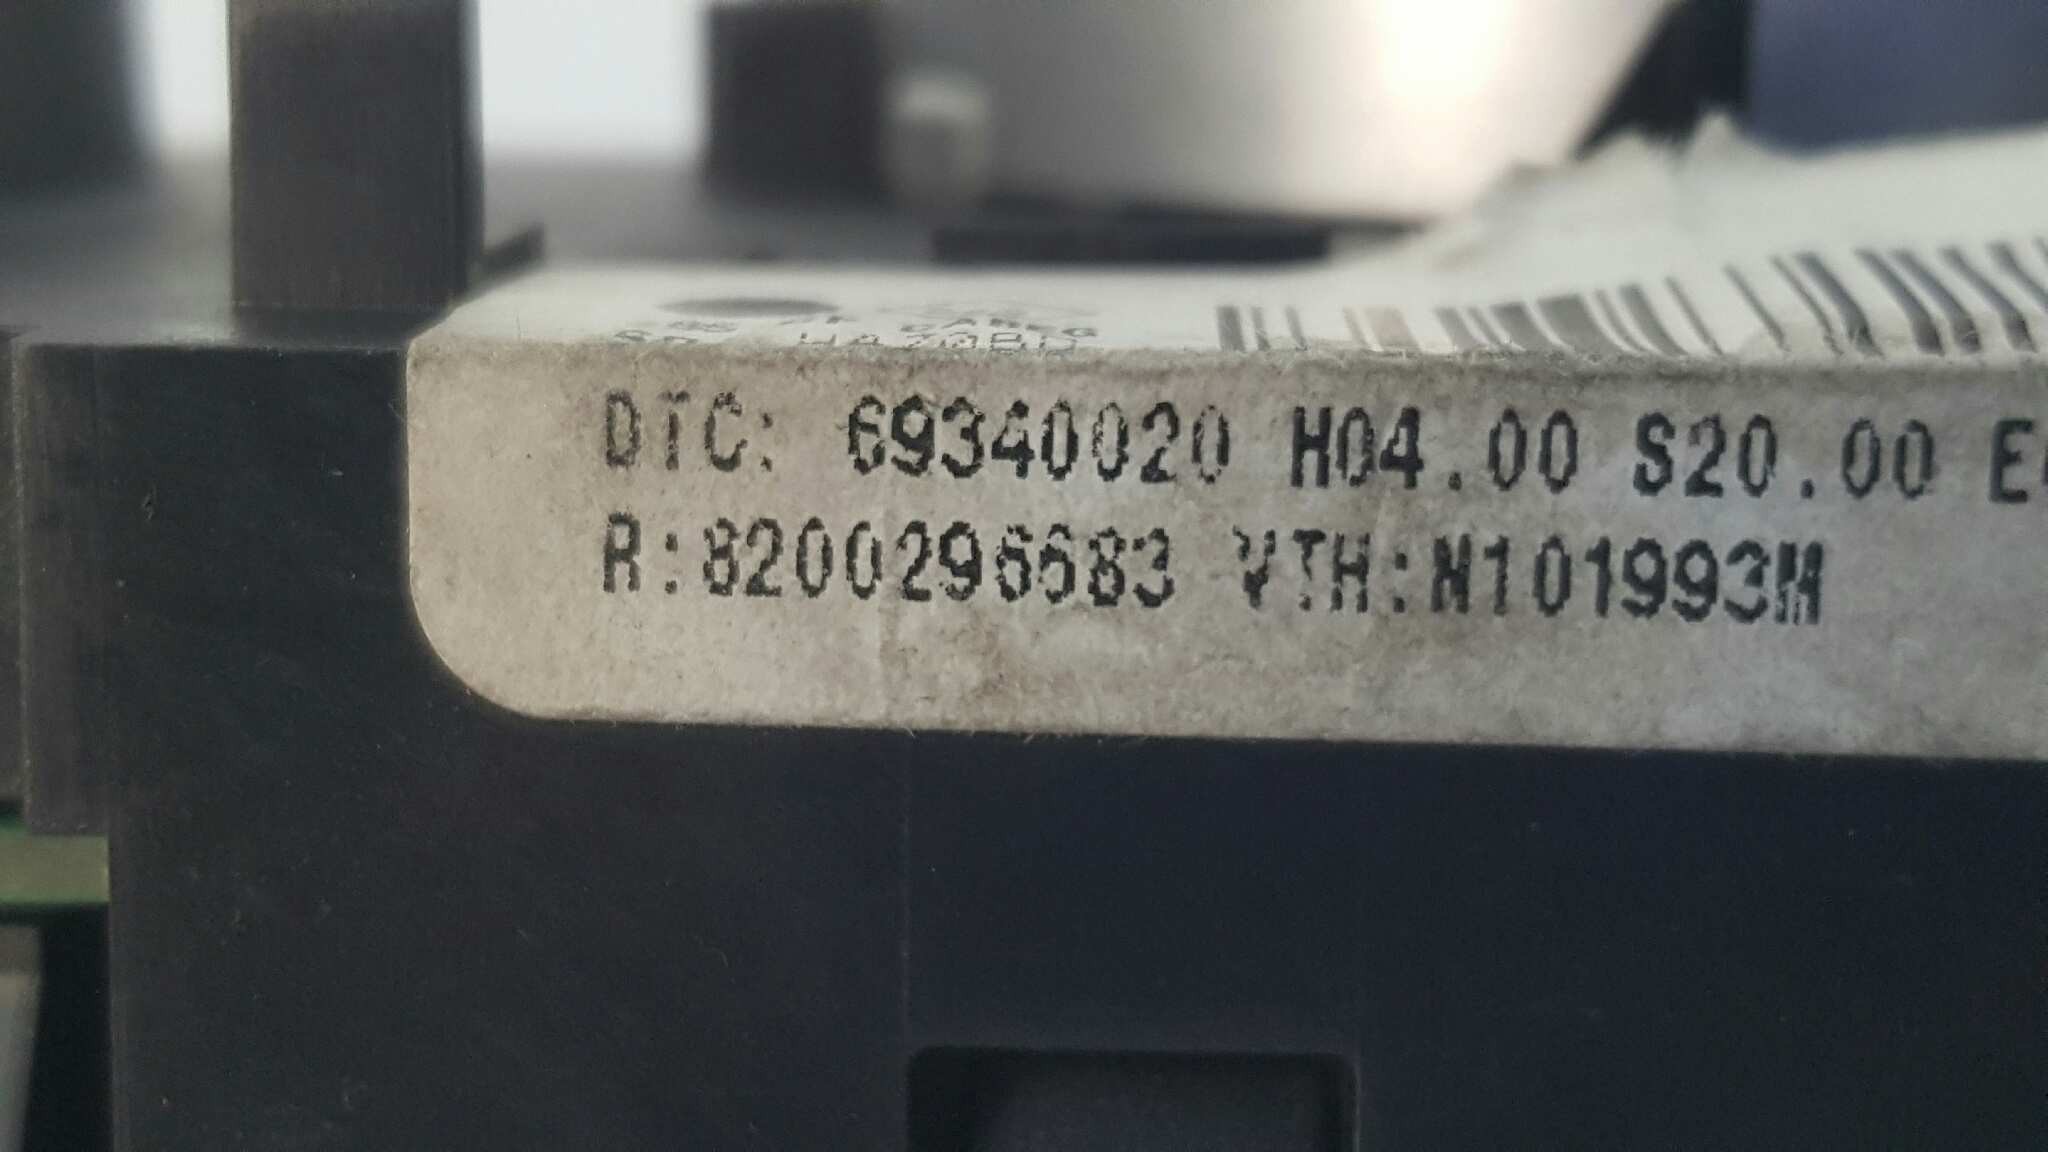 DTC: 69340020 H04.00 S20.00 E
R:8200296683 VTH:N101993M